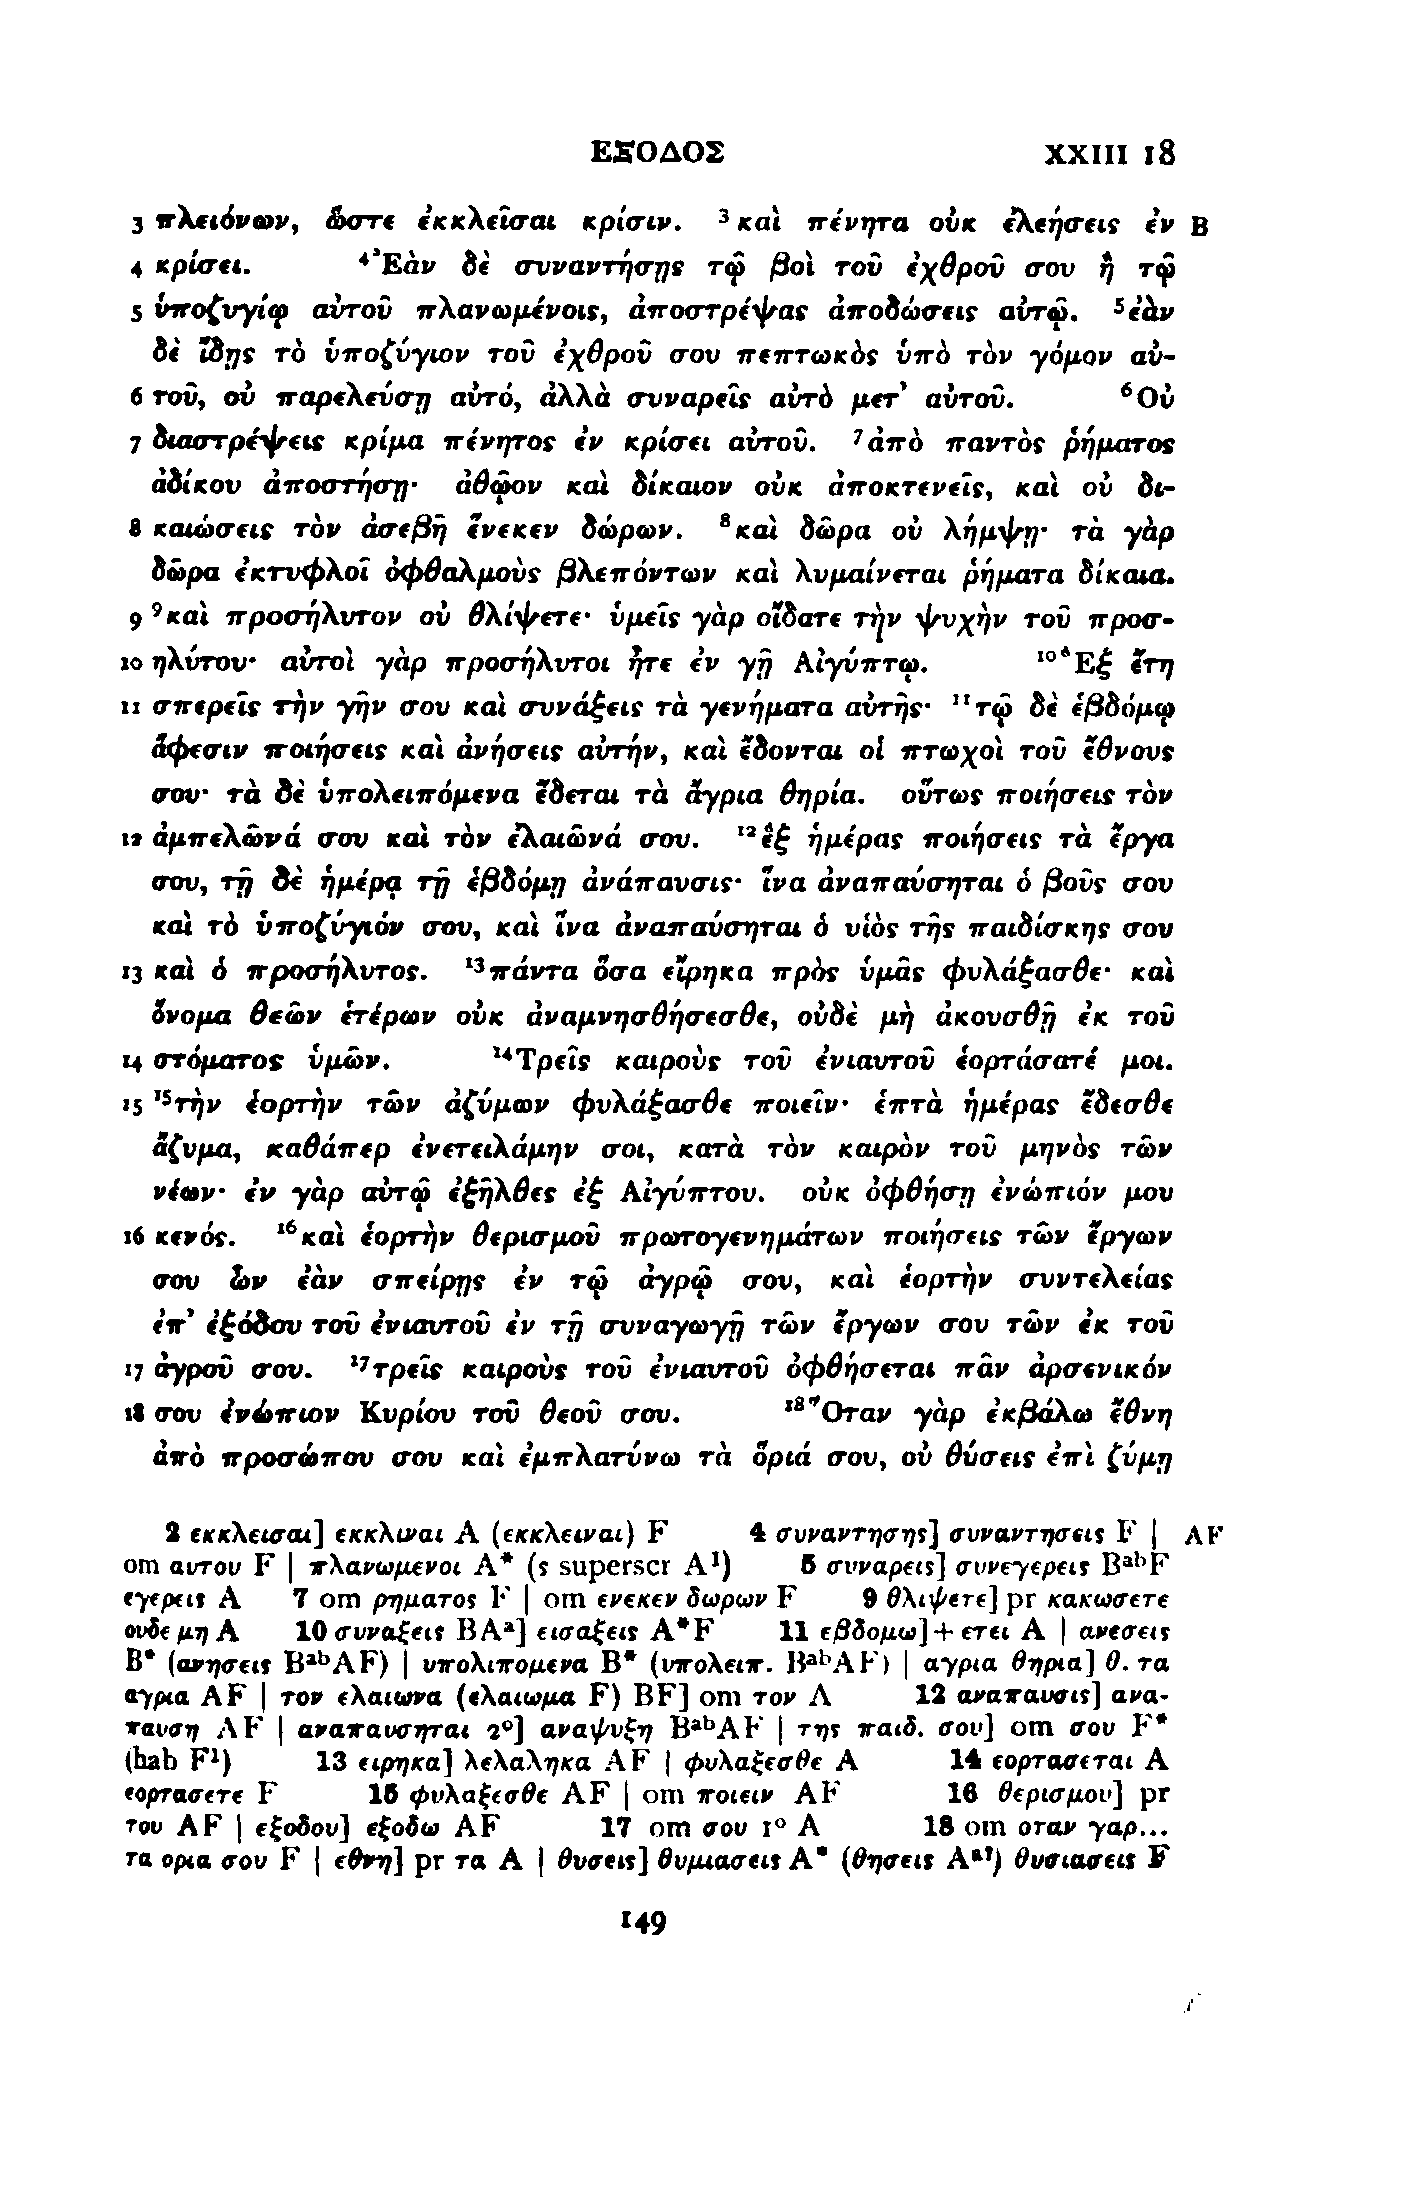 ΕΞΟΔΟΣ XXIII 18
3 πλειόνων, ὥστε ἐκκλεῖσαι κρίσιν. ³καὶ πένητα οὐκ ἐλεήσεις ἐν B
4 κρίσει. ⁴Ἐὰν δὲ συναντήσῃς τῷ βοὶ τοῦ ἐχθροῦ σου ἢ τῷ
5 ὑποζυγίῳ αὐτοῦ πλανωμένοις, ἀποστρέψας ἀποδώσεις αὐτῷ. ⁵ἐὰν
δὲ ἴδῃς τὸ ὑποζύγιον τοῦ ἐχθροῦ σου πεπτωκὸς ὑπὸ τὸν γόμον αὐ-
6 τοῦ, οὐ παρελεύσῃ αὐτό, ἀλλὰ συναρεῖς αὐτὸ μετ’ αὐτοῦ. ⁶Οὐ
7 διαστρέψεις κρίμα πένητος ἐν κρίσει αὐτοῦ. ⁷ἀπὸ παντὸς ῥήματος
ἀδίκου ἀποστήσῃ· ἀθῷον καὶ δίκαιον οὐκ ἀποκτενεῖς, καὶ οὐ δι-
8 καιώσεις τὸν ἀσεβῆ ἕνεκεν δώρων. ⁸καὶ δῶρα οὐ λήμψῃ· τὰ γὰρ
δῶρα ἐκτυφλοῖ ὀφθαλμοὺς βλεπόντων καὶ λυμαίνεται ῥήματα δίκαια.
9 ⁹καὶ προσήλυτον οὐ θλίψετε· ὑμεῖς γὰρ οἴδατε τὴν ψυχὴν τοῦ προσ-
10 ηλύτου· αὐτοὶ γὰρ προσήλυτοι ἦτε ἐν γῇ Αἰγύπτῳ. ¹⁰Ἓξ ἔτη
11 σπερεῖς τὴν γῆν σου καὶ συνάξεις τὰ γενήματα αὐτῆς· ¹¹τῷ δὲ ἑβδόμῳ
ἄφεσιν ποιήσεις καὶ ἀνήσεις αὐτήν, καὶ ἔδονται οἱ πτωχοὶ τοῦ ἔθνους
σου· τὰ δὲ ὑπολειπόμενα ἔδεται τὰ ἄγρια θηρία. οὕτως ποιήσεις τὸν
12 ἀμπελῶνά σου καὶ τὸν ἐλαιῶνά σου. ¹²ἓξ ἡμέρας ποιήσεις τὰ ἔργα
σου, τῇ δὲ ἡμέρᾳ τῇ ἑβδόμῃ ἀνάπαυσις· ἵνα ἀναπαύσηται ὁ βοῦς σου
καὶ τὸ ὑποζύγιόν σου, καὶ ἵνα ἀναπαύσηται ὁ υἱὸς τῆς παιδίσκης σου
13 καὶ ὁ προσήλυτος. ¹³πάντα ὅσα εἴρηκα πρὸς ὑμᾶς φυλάξασθε· καὶ
ὄνομα θεῶν ἑτέρων οὐκ ἀναμνησθήσεσθε, οὐδὲ μὴ ἀκουσθῇ ἐκ τοῦ
14 στόματος ὑμῶν. ¹⁴Τρεῖς καιροὺς τοῦ ἐνιαυτοῦ ἑορτάσατέ μοι.
15 ¹⁵τὴν ἑορτὴν τῶν ἀζύμων φυλάξασθε ποιεῖν· ἑπτὰ ἡμέρας ἔδεσθε
ἄζυμα, καθάπερ ἐνετειλάμην σοι, κατὰ τὸν καιρὸν τοῦ μηνὸς τῶν
νέων· ἐν γὰρ αὐτῷ ἐξῆλθες ἐξ Αἰγύπτου. οὐκ ὀφθήσῃ ἐνώπιόν μου
16 κενός. ¹⁶καὶ ἑορτὴν θερισμοῦ πρωτογενημάτων ποιήσεις τῶν ἔργων
σου ὧν ἐὰν σπείρῃς ἐν τῷ ἀγρῷ σου, καὶ ἑορτὴν συντελείας
ἐπ’ ἐξόδου τοῦ ἐνιαυτοῦ ἐν τῇ συναγωγῇ τῶν ἔργων σου τῶν ἐκ τοῦ
17 ἀγροῦ σου. ¹⁷τρεῖς καιροὺς τοῦ ἐνιαυτοῦ ὀφθήσεται πᾶν ἀρσενικόν
18 σου ἐνώπιον Κυρίου τοῦ θεοῦ σου. ¹⁸Ὅταν γὰρ ἐκβάλω ἔθνη
ἀπὸ προσώπου σου καὶ ἐμπλατύνω τὰ ὅριά σου, οὐ θύσεις ἐπὶ ζύμῃ
2 εκκλεισαι] εκκλιναι A (εκκλειναι) F 4 συναντησης] συναντησεις F | AF
om αυτου F | πλανωμενοι A* (ς superscr A¹) 5 συναρεις] συνεγερεις BᵃᵇF
εγερεις A 7 om ρηματος F | om ενεκεν δωρων F 9 θλιψετε] pr κακωσετε
ουδε μη A 10 συναξεις BAᵃ] εισαξεις A*F 11 εβδομω]+ετει A | ανεσεις
B* (ανησεις BᵃᵇAF) | υπολιπομενα B* (υπολειπ. BᵃᵇAF) | αγρια θηρια] θ. τα
αγρια AF | τον ελαιωνα (ελαιωμα F) BF] om τον A 12 αναπαυσις] ανα-
παυση AF | αναπαυσηται 2°] αναψυξη BᵃᵇAF | της παιδ. σου] om σου F*
(hab F¹) 13 ειρηκα] λελαληκα AF | φυλαξεσθε A 14 εορτασεται A
εορτασετε F 15 φυλαξεσθε AF | om ποιειν AF 16 θερισμου] pr
του AF | εξοδου] εξοδω AF 17 om σου 1° A 18 om οταν γαρ...
τα ορια σου F | εθνη] pr τα A | θυσεις] θυμιασεις A* (θησεις Aᵃ?) θυσιασεις F
149